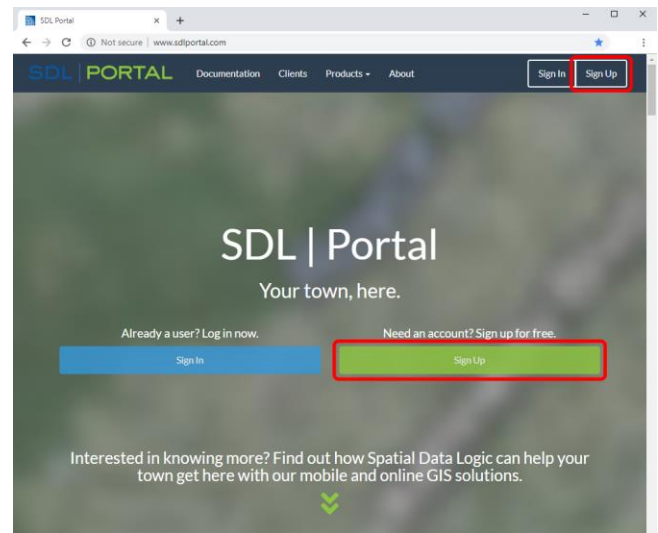 SDL Portal
Not secure | www.sdlportal.com
SDL | PORTAL Documentation Clients Products About Sign In Sign Up
SDL | Portal
Your town, here.
Already a user? Log in now. Need an account? Sign up for free.
Sign In Sign Up
Interested in knowing more? Find out how Spatial Data Logic can help your
town get here with our mobile and online GIS solutions.